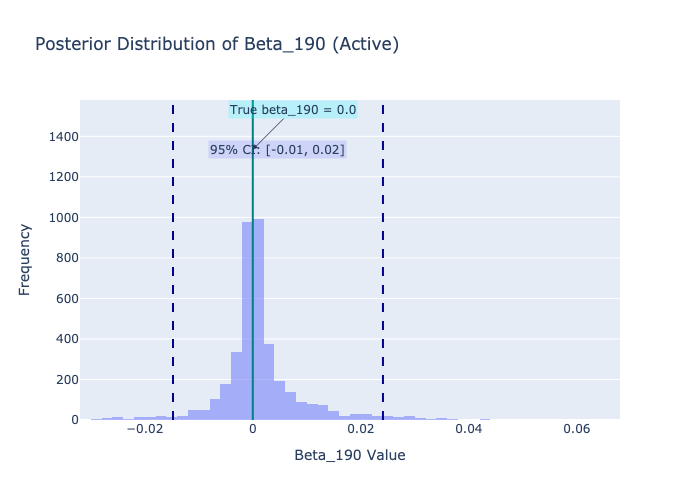 Posterior Distribution of Beta_190 (Active)
True beta_190 = 0.0
95% CI: [-0.01, 0.02]
1400
1200
1000
800
600
400
200
0
Frequency
−0.02
0
0.02
0.04
0.06
Beta_190 Value